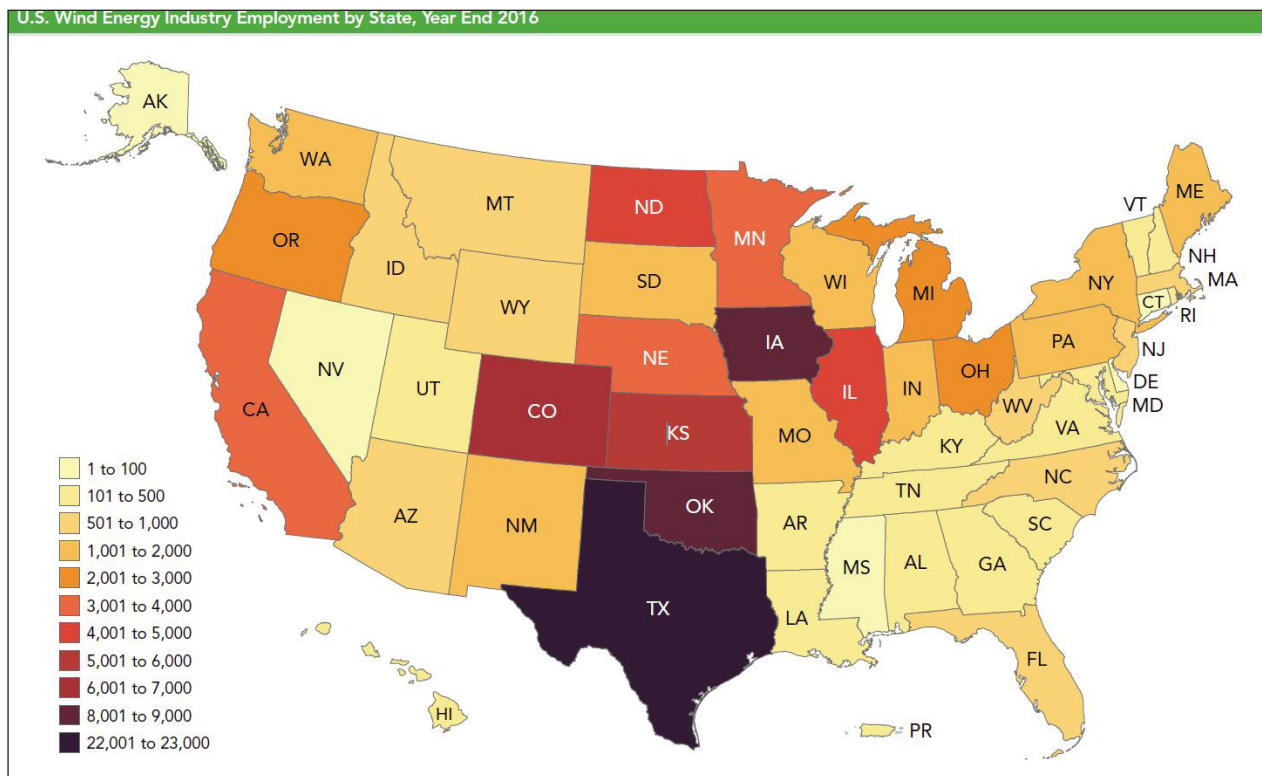 U.S. Wind Energy Industry Employment by State, Year End 2016
AK
WA
MT
ND
MN
VT
ME
OR
ID
SD
WI
MI
NY
NH
MA
WY
CT
RI
IA
PA
NJ
NE
NV
UT
OH
IN
IL
DE
MD
CA
CO
WV
KS
MO
VA
KY
NC
TN
AZ
NM
OK
AR
SC
MS
AL
GA
TX
LA
FL
HI
PR
1 to 100
101 to 500
501 to 1,000
1,001 to 2,000
2,001 to 3,000
3,001 to 4,000
4,001 to 5,000
5,001 to 6,000
6,001 to 7,000
8,001 to 9,000
22,001 to 23,000